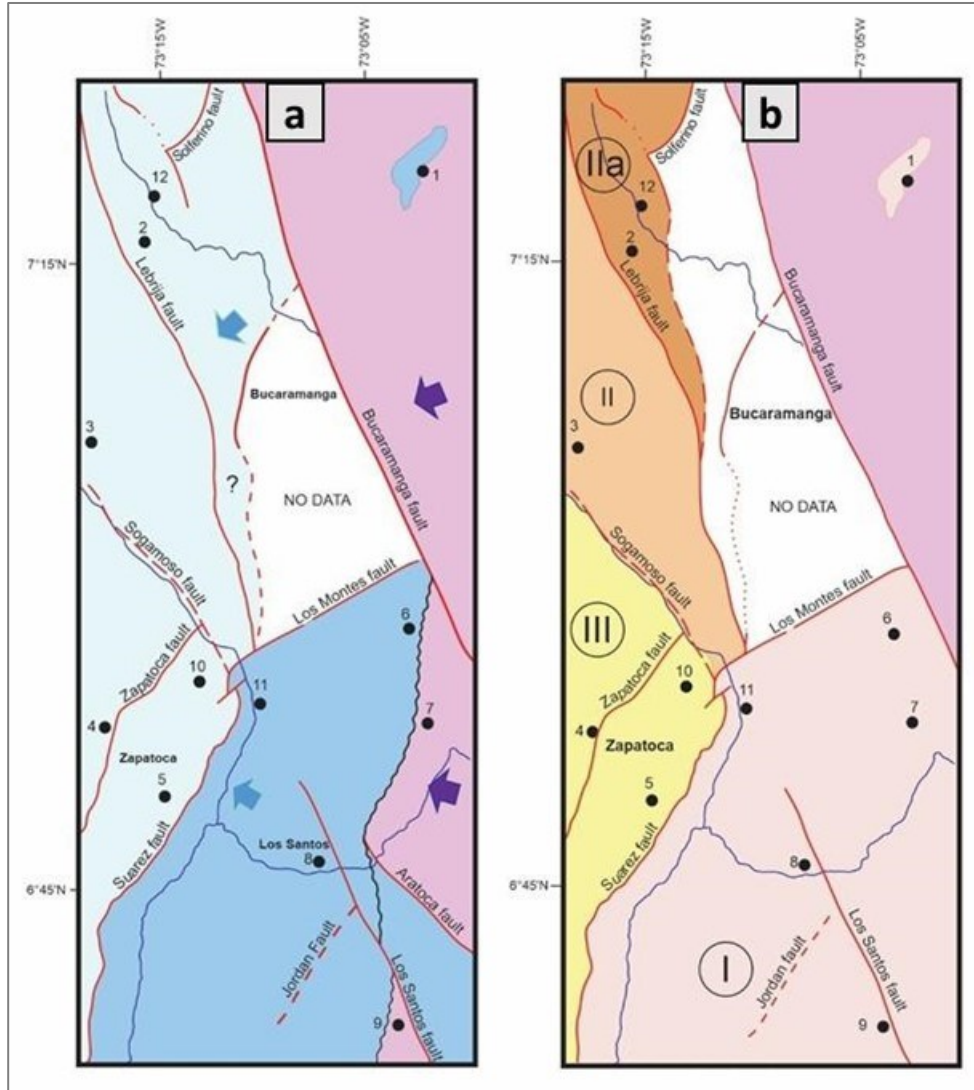 73°15'W
73°05'W
73°15'W
73°05'W
a
Solferino fault
1
12
2
7°15'N
Lebrija fault
Bucaramanga
Bucaramanga fault
3
?
NO DATA
Sogamoso fault
Los Montes fault
6
Zapatoca fault
10
11
7
4
Zapatoca
5
Suarez fault
Los Santos
8
6°45'N
Aratoca fault
Jordan Fault
Los Santos fault
9
b
Solferino fault
IIa
1
12
2
7°15'N
Lebrija fault
Bucaramanga fault
II
Bucaramanga
3
NO DATA
Sogamoso fault
Los Montes fault
III
6
Zapatoca fault
10
11
7
4
Zapatoca
5
Suarez fault
8
6°45'N
Los Santos fault
Jordan fault
I
9